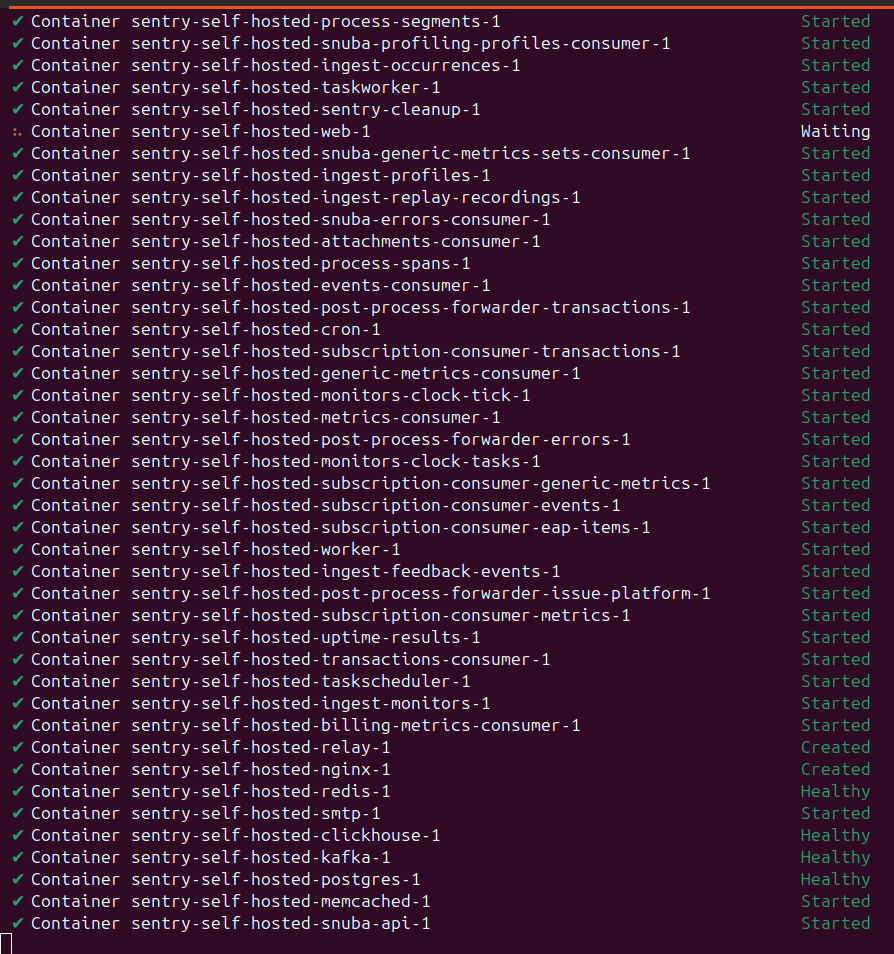 ✔ Container sentry-self-hosted-process-segments-1 Started
✔ Container sentry-self-hosted-snuba-profiling-profiles-consumer-1 Started
✔ Container sentry-self-hosted-ingest-occurrences-1 Started
✔ Container sentry-self-hosted-taskworker-1 Started
✔ Container sentry-self-hosted-sentry-cleanup-1 Started
Container sentry-self-hosted-web-1 Waiting
✔ Container sentry-self-hosted-snuba-generic-metrics-sets-consumer-1 Started
✔ Container sentry-self-hosted-ingest-profiles-1 Started
✔ Container sentry-self-hosted-ingest-replay-recordings-1 Started
✔ Container sentry-self-hosted-snuba-errors-consumer-1 Started
✔ Container sentry-self-hosted-attachments-consumer-1 Started
✔ Container sentry-self-hosted-process-spans-1 Started
✔ Container sentry-self-hosted-events-consumer-1 Started
✔ Container sentry-self-hosted-post-process-forwarder-transactions-1 Started
✔ Container sentry-self-hosted-cron-1 Started
✔ Container sentry-self-hosted-subscription-consumer-transactions-1 Started
✔ Container sentry-self-hosted-generic-metrics-consumer-1 Started
✔ Container sentry-self-hosted-monitors-clock-tick-1 Started
✔ Container sentry-self-hosted-metrics-consumer-1 Started
✔ Container sentry-self-hosted-post-process-forwarder-errors-1 Started
✔ Container sentry-self-hosted-monitors-clock-tasks-1 Started
✔ Container sentry-self-hosted-subscription-consumer-generic-metrics-1 Started
✔ Container sentry-self-hosted-subscription-consumer-events-1 Started
✔ Container sentry-self-hosted-subscription-consumer-eap-items-1 Started
✔ Container sentry-self-hosted-worker-1 Started
✔ Container sentry-self-hosted-ingest-feedback-events-1 Started
✔ Container sentry-self-hosted-post-process-forwarder-issue-platform-1 Started
✔ Container sentry-self-hosted-subscription-consumer-metrics-1 Started
✔ Container sentry-self-hosted-uptime-results-1 Started
✔ Container sentry-self-hosted-transactions-consumer-1 Started
✔ Container sentry-self-hosted-taskscheduler-1 Started
✔ Container sentry-self-hosted-ingest-monitors-1 Started
✔ Container sentry-self-hosted-billing-metrics-consumer-1 Started
✔ Container sentry-self-hosted-relay-1 Created
✔ Container sentry-self-hosted-nginx-1 Created
✔ Container sentry-self-hosted-redis-1 Healthy
✔ Container sentry-self-hosted-smtp-1 Started
✔ Container sentry-self-hosted-clickhouse-1 Healthy
✔ Container sentry-self-hosted-kafka-1 Healthy
✔ Container sentry-self-hosted-postgres-1 Healthy
✔ Container sentry-self-hosted-memcached-1 Started
✔ Container sentry-self-hosted-snuba-api-1 Started